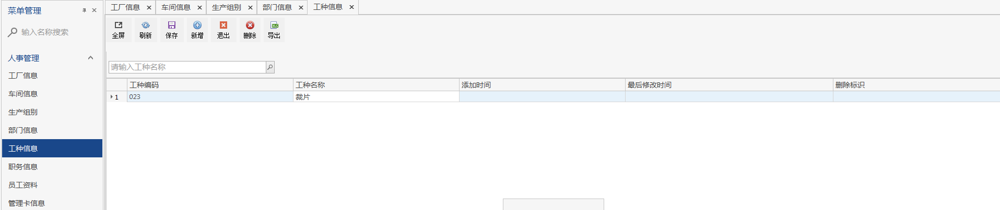 菜单管理
输入名称搜索
人事管理
工厂信息
车间信息
生产组别
部门信息
工种信息
职务信息
员工资料
管理卡信息
工厂信息 车间信息 生产组别 部门信息 工种信息
全屏 刷新 保存 新增 退出 删除 导出
请输入工种名称
工种编码 工种名称 添加时间 最后修改时间 删除标识
1 023 裁片